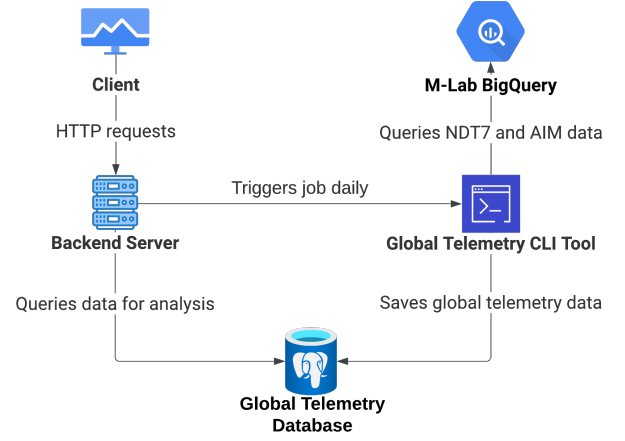 Client
M-Lab BigQuery
HTTP requests
Queries NDT7 and AIM data
Triggers job daily
Backend Server
Global Telemetry CLI Tool
Queries data for analysis
Saves global telemetry data
Global Telemetry
Database